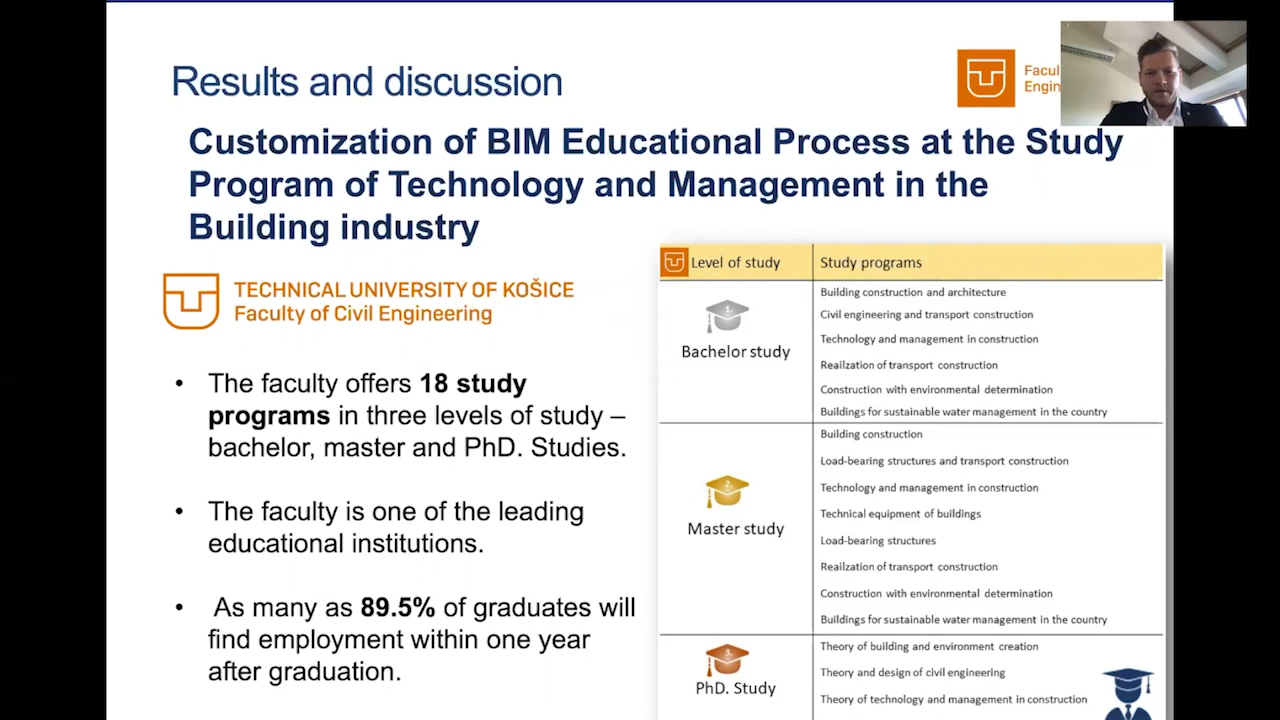 Results and discussion
Customization of BIM Educational Process at the Study
Program of Technology and Management in the
Building industry
TECHNICAL UNIVERSITY OF KOŠICE
Faculty of Civil Engineering
• The faculty offers 18 study
programs in three levels of study –
bachelor, master and PhD. Studies.
• The faculty is one of the leading
educational institutions.
• As many as 89.5% of graduates will
find employment within one year
after graduation.
Level of study
Study programs
1.
Bachelor study
Building construction and architecture
Civil engineering and transport construction
Technology and management in construction
Reailzation of transport construction
Construction with environmental determination
Buildings for sustainable water management in the country
2.
Master study
Building construction
Load-bearing structures and transport construction
Technology and management in construction
Technical equipment of buildings
Load-bearing structures
Reailzation of transport construction
Construction with environmental determination
Buildings for sustainable water management in the country
3.
PhD. Study
Theory of building and environment creation
Theory and design of civil engineering
Theory of technology and management in construction